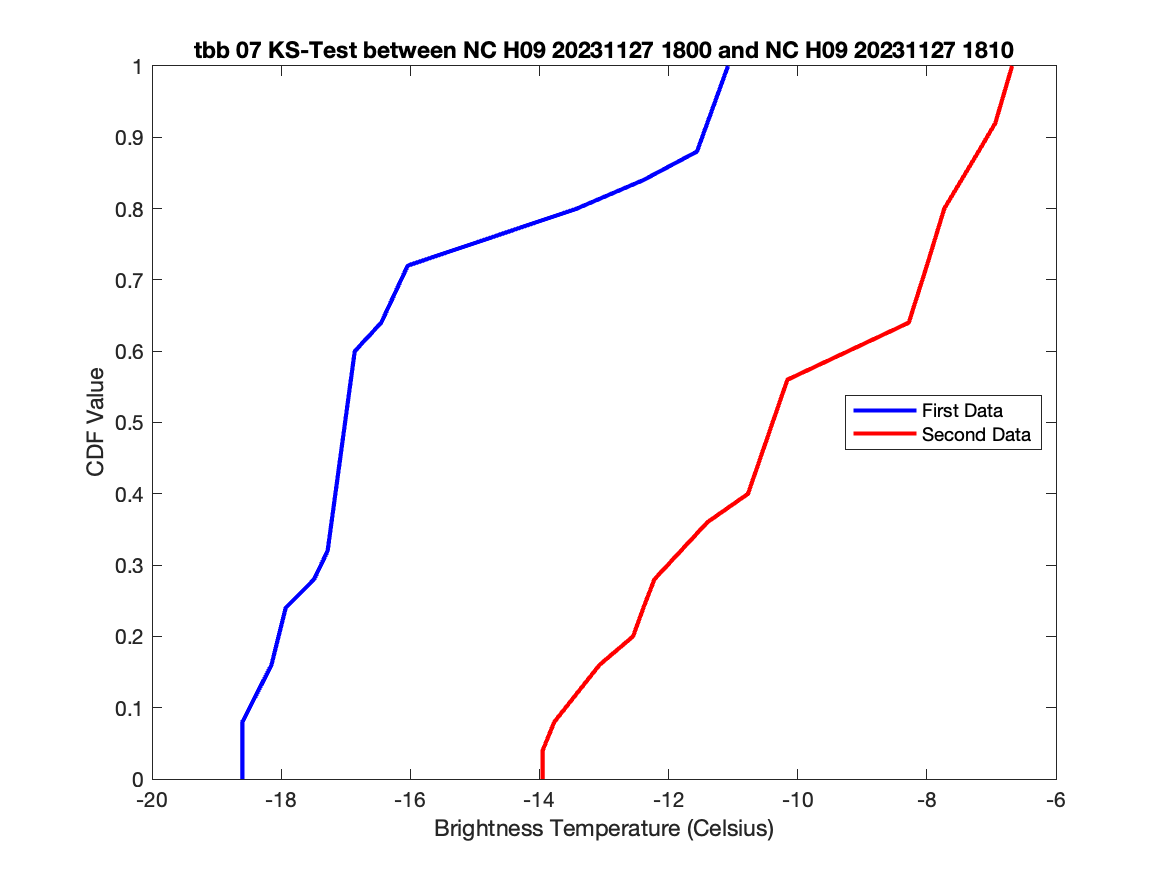 tbb 07 KS-Test between NC H09 20231127 1800 and NC H09 20231127 1810
1
0.9
0.8
0.7
0.6
0.5
0.4
0.3
0.2
0.1
0
CDF Value
First Data
Second Data
-20 -18 -16 -14 -12 -10 -8 -6
Brightness Temperature (Celsius)